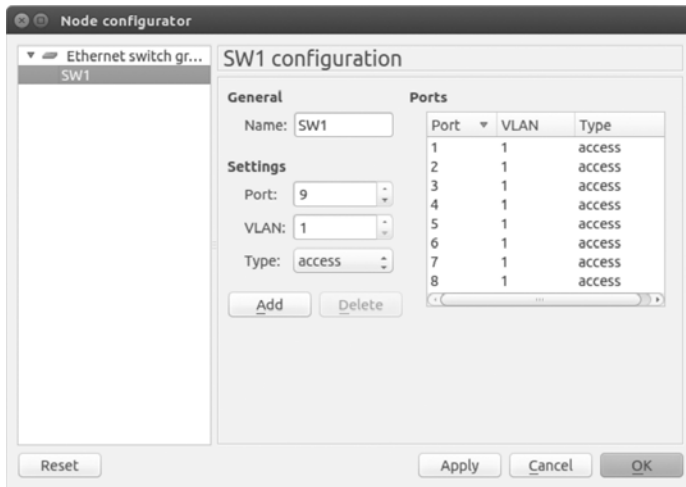 Node configurator
Ethernet switch gr...
SW1
SW1 configuration
General
Name: SW1
Settings
Port: 9
VLAN: 1
Type: access
Add Delete
Ports
Port VLAN Type
1 1 access
2 1 access
3 1 access
4 1 access
5 1 access
6 1 access
7 1 access
8 1 access
Reset Apply Cancel OK